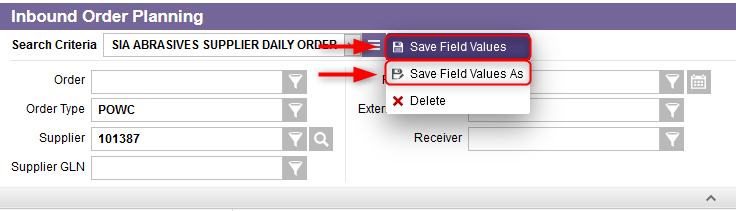 Inbound Order Planning
Search Criteria SIA ABRASIVES SUPPLIER DAILY ORDER Save Field Values
Order Save Field Values As
Order Type POWC Delete
Supplier 101387 Receiver
Supplier GLN